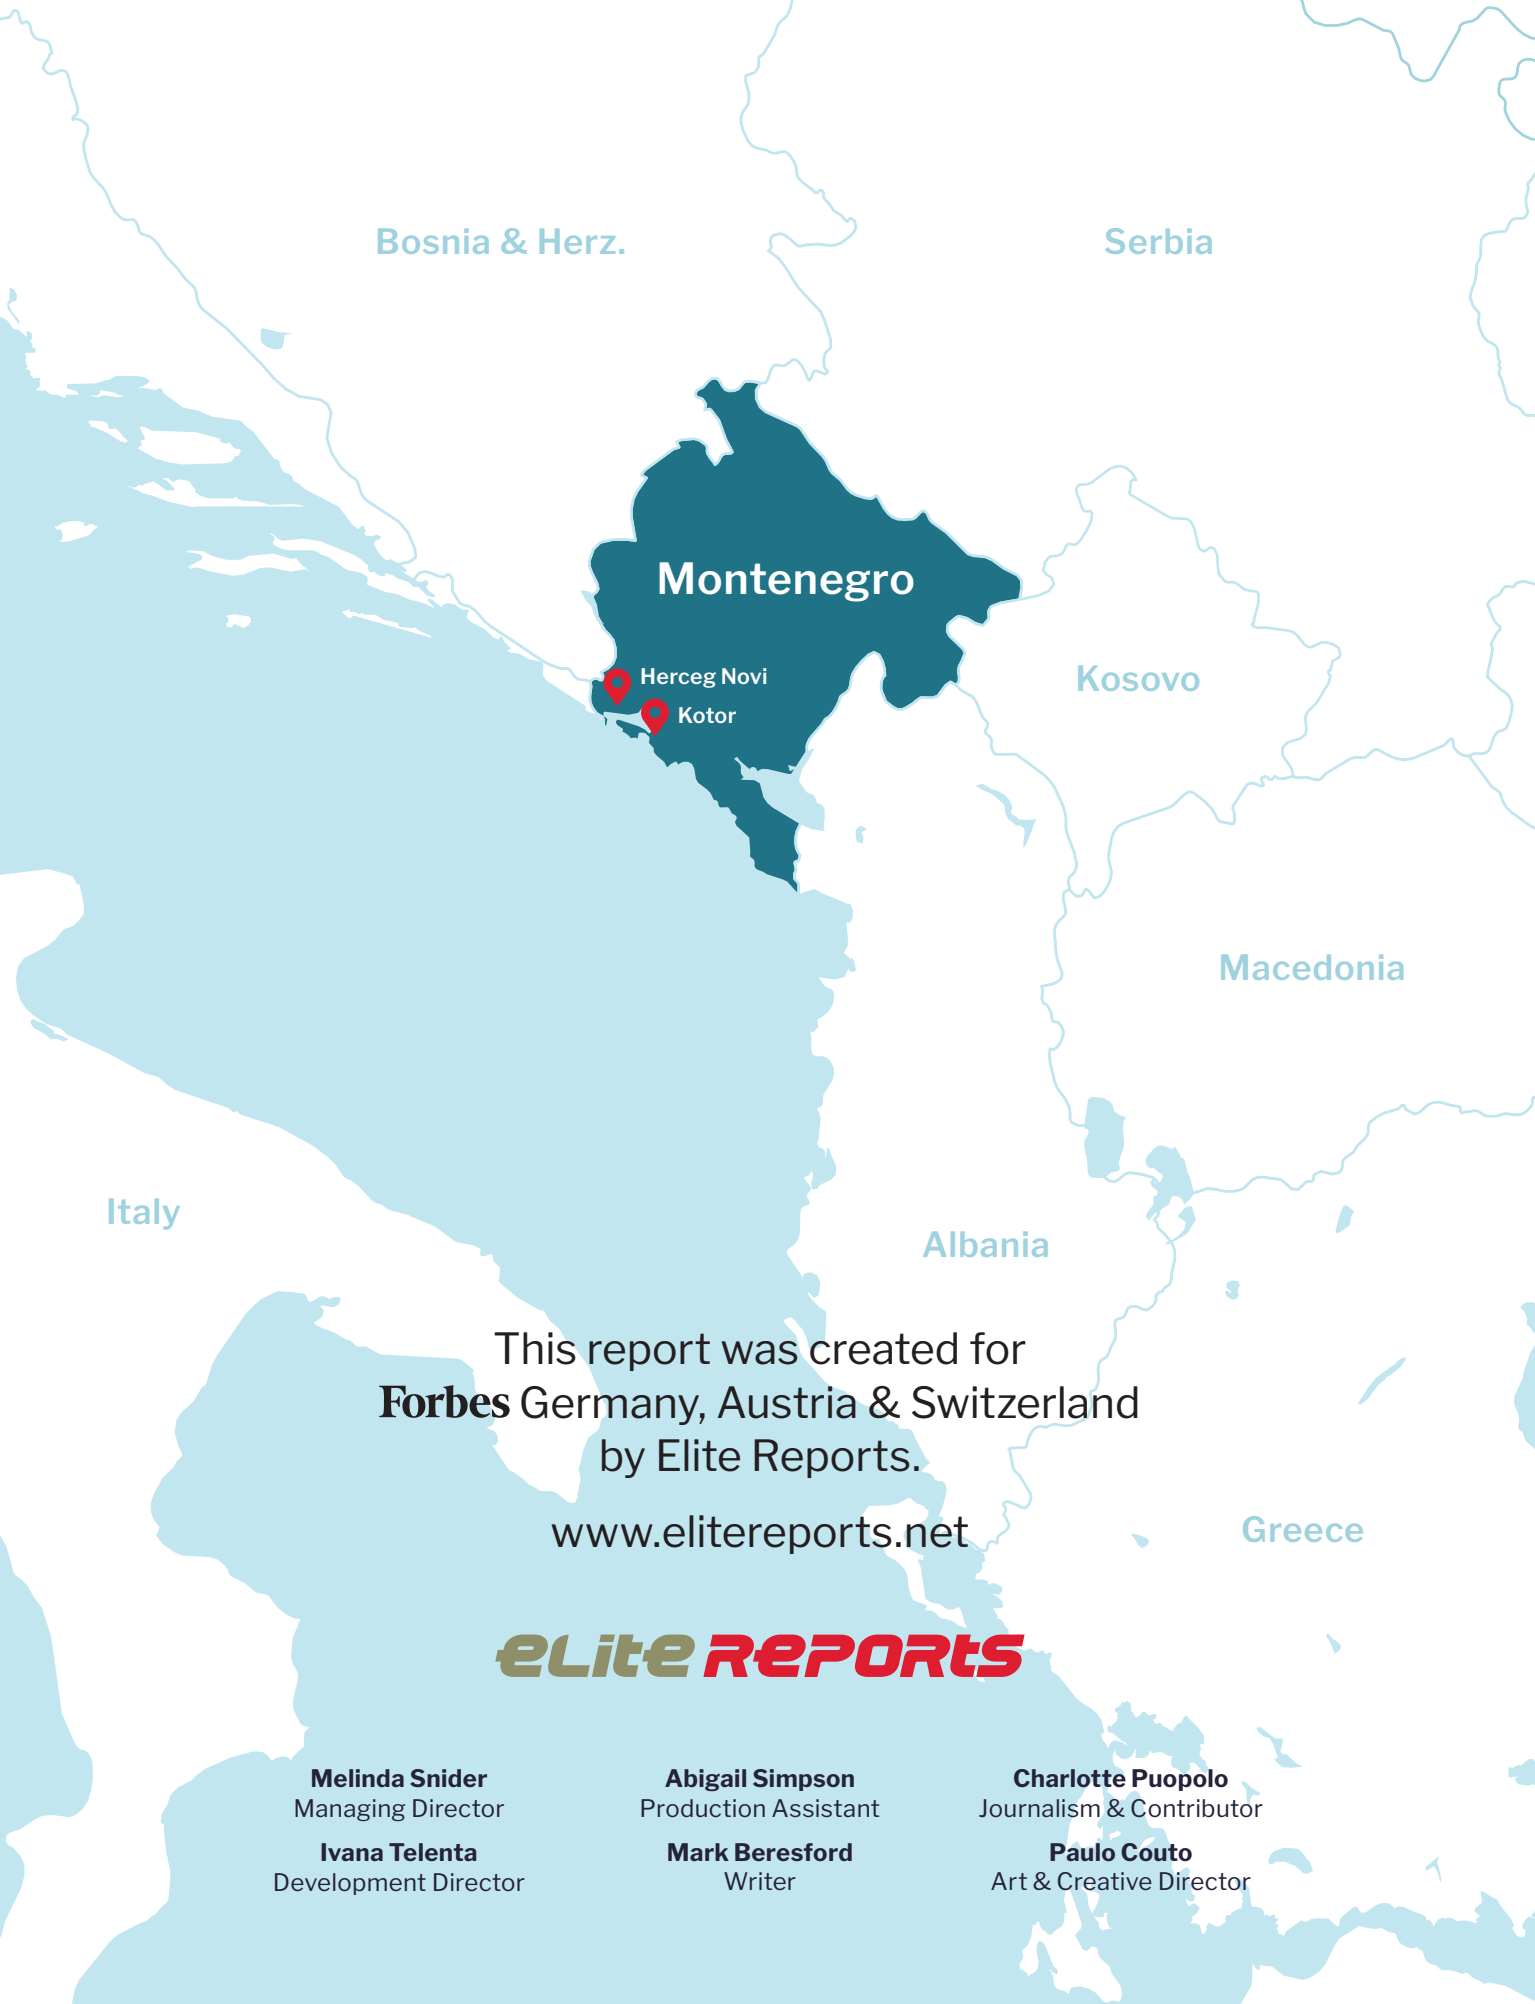 Bosnia & Herz.
Serbia
Montenegro
Herceg Novi
Kosovo
Kotor
Macedonia
Italy
Albania
This report was created for
Forbes Germany, Austria & Switzerland
by Elite Reports.
www.elitereports.net
Greece
eLite REPORTS
Melinda Snider
Managing Director
Abigail Simpson
Production Assistant
Charlotte Puopolo
Journalism & Contributor
Ivana Telenta
Development Director
Mark Beresford
Writer
Paulo Couto
Art & Creative Director